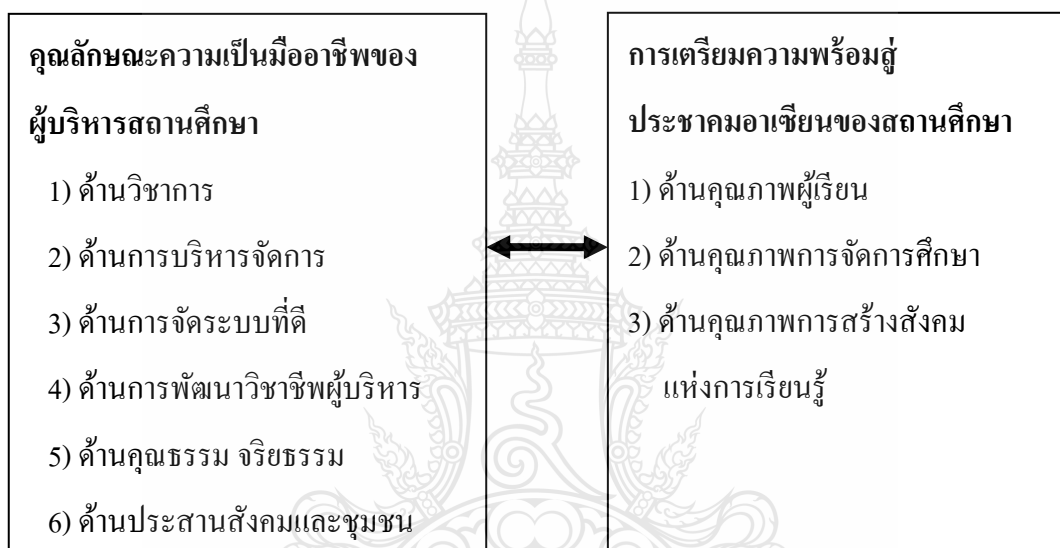 คุณลักษณะความเป็นมืออาชีพของ
ผู้บริหารสถานศึกษา
1) ด้านวิชาการ
2) ด้านการบริหารจัดการ
3) ด้านการจัดระบบที่ดี
4) ด้านการพัฒนาวิชาชีพผู้บริหาร
5) ด้านคุณธรรม จริยธรรม
6) ด้านประสานสังคมและชุมชน
การเตรียมความพร้อมสู่
ประชาคมอาเซียนของสถานศึกษา
1) ด้านคุณภาพผู้เรียน
2) ด้านคุณภาพการจัดการศึกษา
3) ด้านคุณภาพการสร้างสังคม
แห่งการเรียนรู้